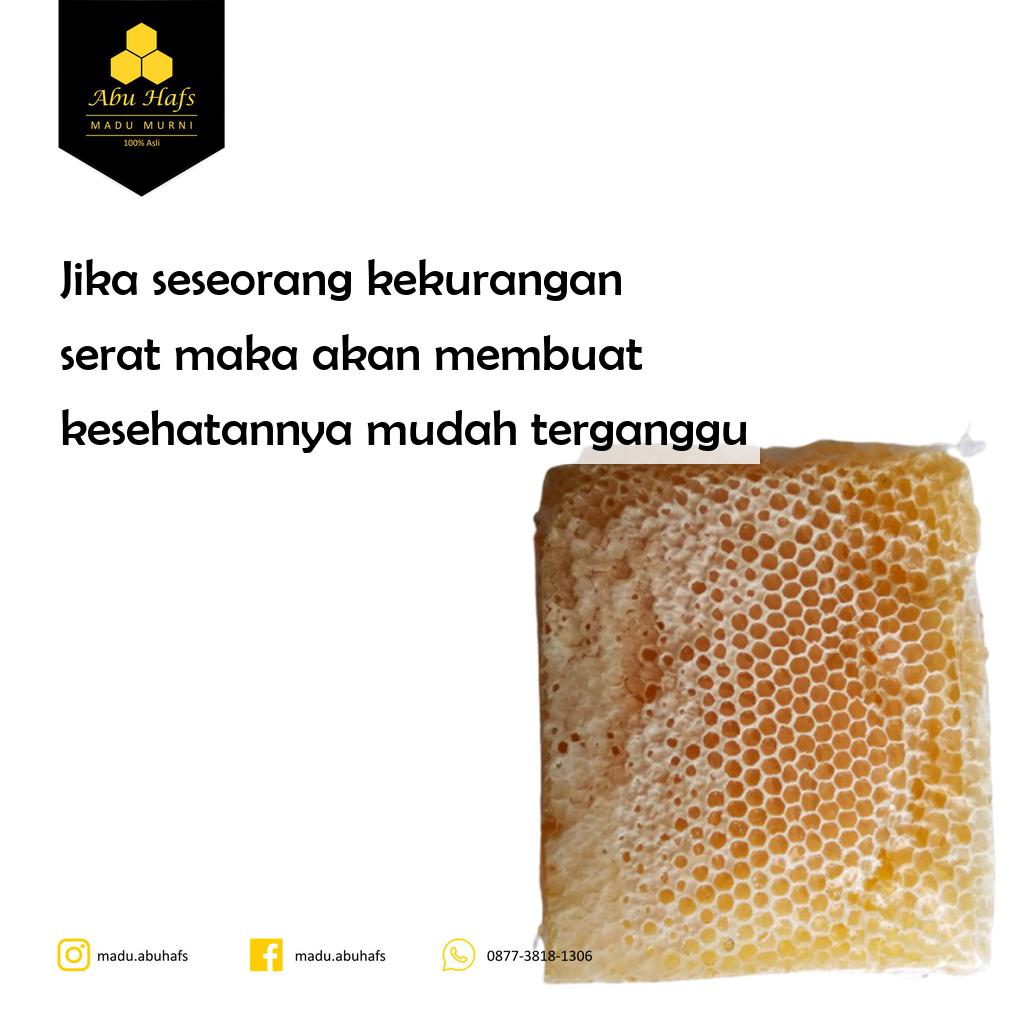 Abu Hafs
MADU MURNI
100% Asli
Jika seseorang kekurangan
serat maka akan membuat
kesehatannya mudah terganggu
madu.abuhafs
madu.abuhafs
0877-3818-1306